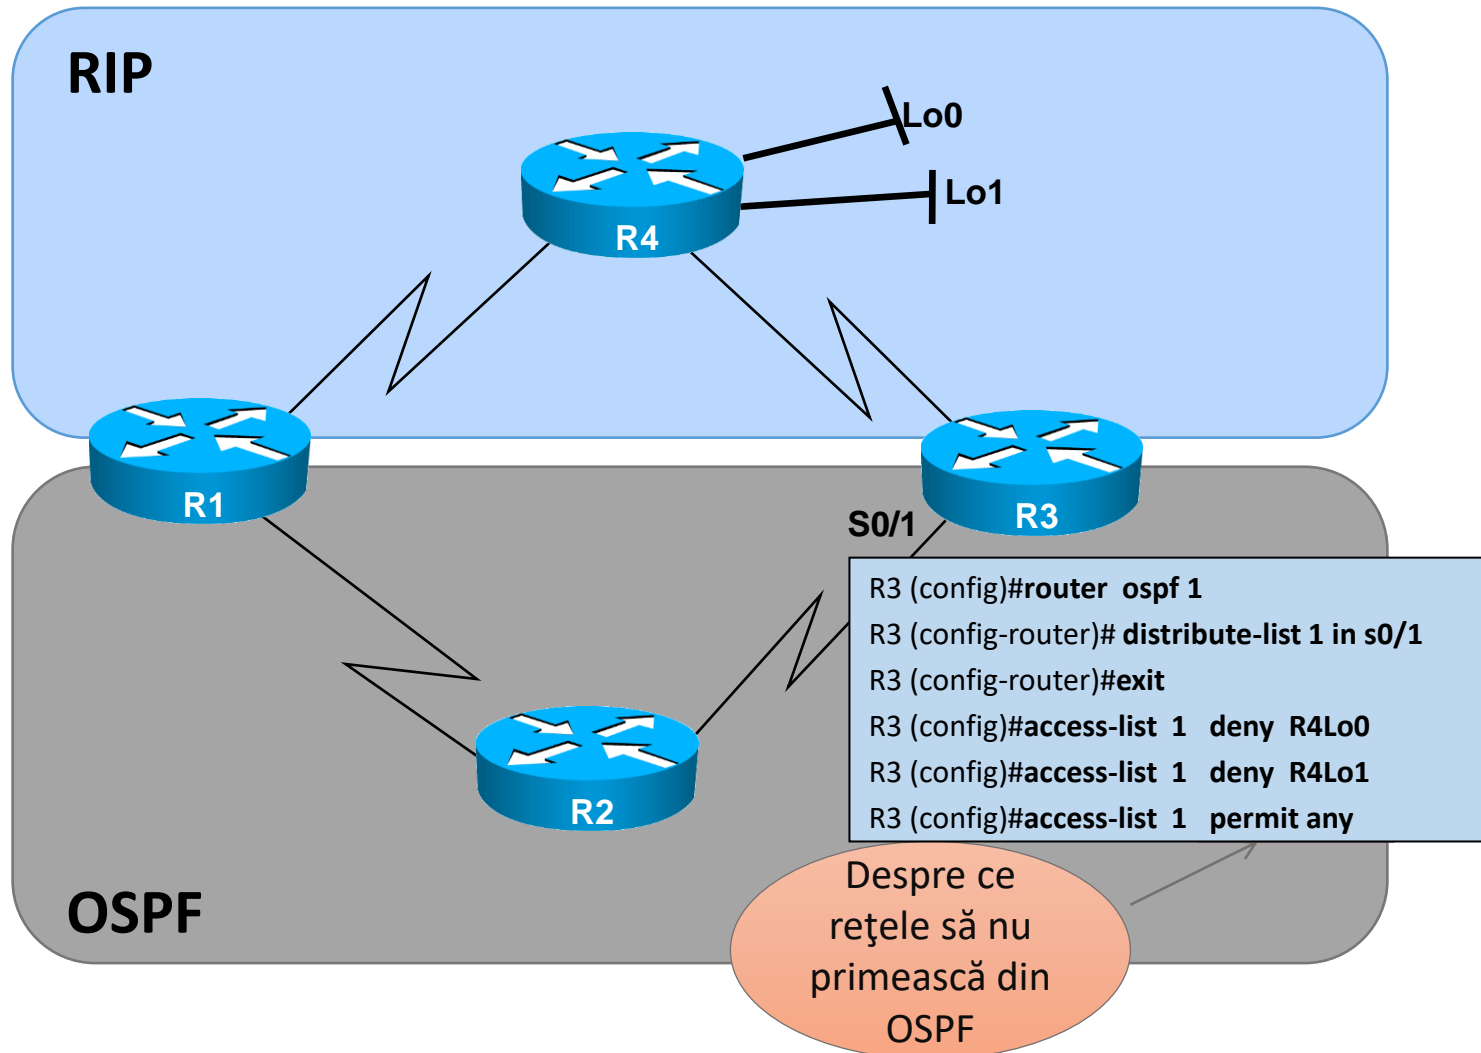 RIP
Lo0
Lo1
R4
R1
R3
S0/1
R3 (config)#router  ospf 1
R3 (config-router)# distribute-list 1 in s0/1
R3 (config-router)#exit
R3 (config)#access-list  1   deny  R4Lo0
R3 (config)#access-list  1   deny  R4Lo1
R3 (config)#access-list  1   permit any
R2
OSPF
Despre ce
reţele să nu
primească din
OSPF